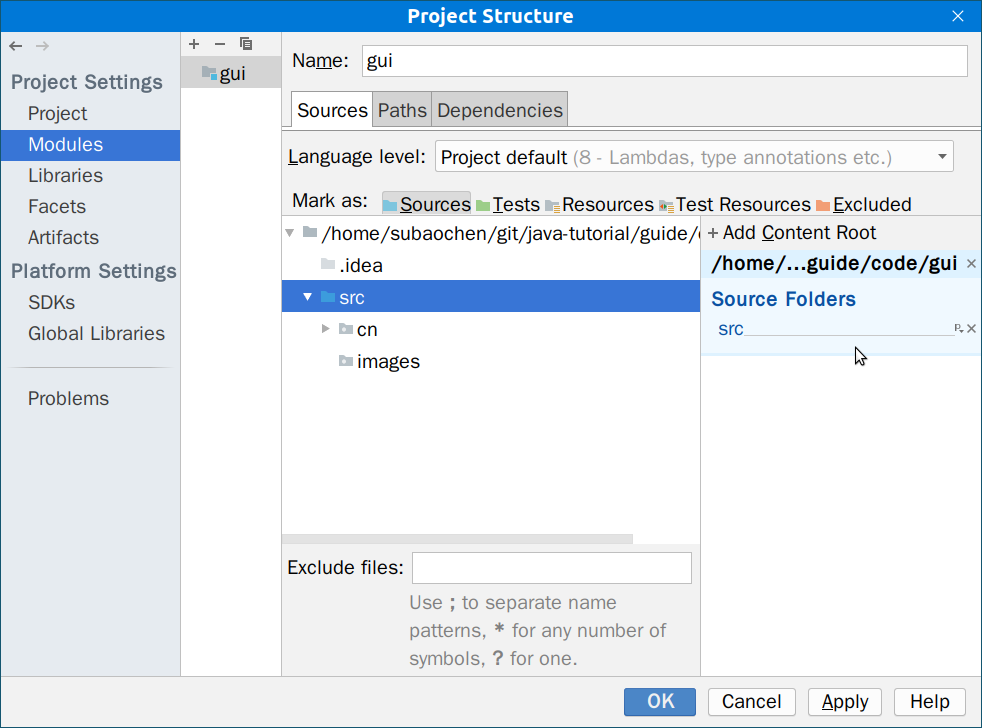 Project Structure
Project Settings
Project
Modules
Libraries
Facets
Artifacts
Platform Settings
SDKs
Global Libraries
Problems
gui
Name: gui
Sources Paths Dependencies
Language level: Project default (8 - Lambdas, type annotations etc.)
Mark as: Sources Tests Resources Test Resources Excluded
/home/subaochen/git/java-tutorial/guide/
.idea
src
cn
images
+ Add Content Root
/home/...guide/code/gui
Source Folders
src
Exclude files:
Use ; to separate name
patterns, * for any number of
symbols, ? for one.
OK Cancel Apply Help